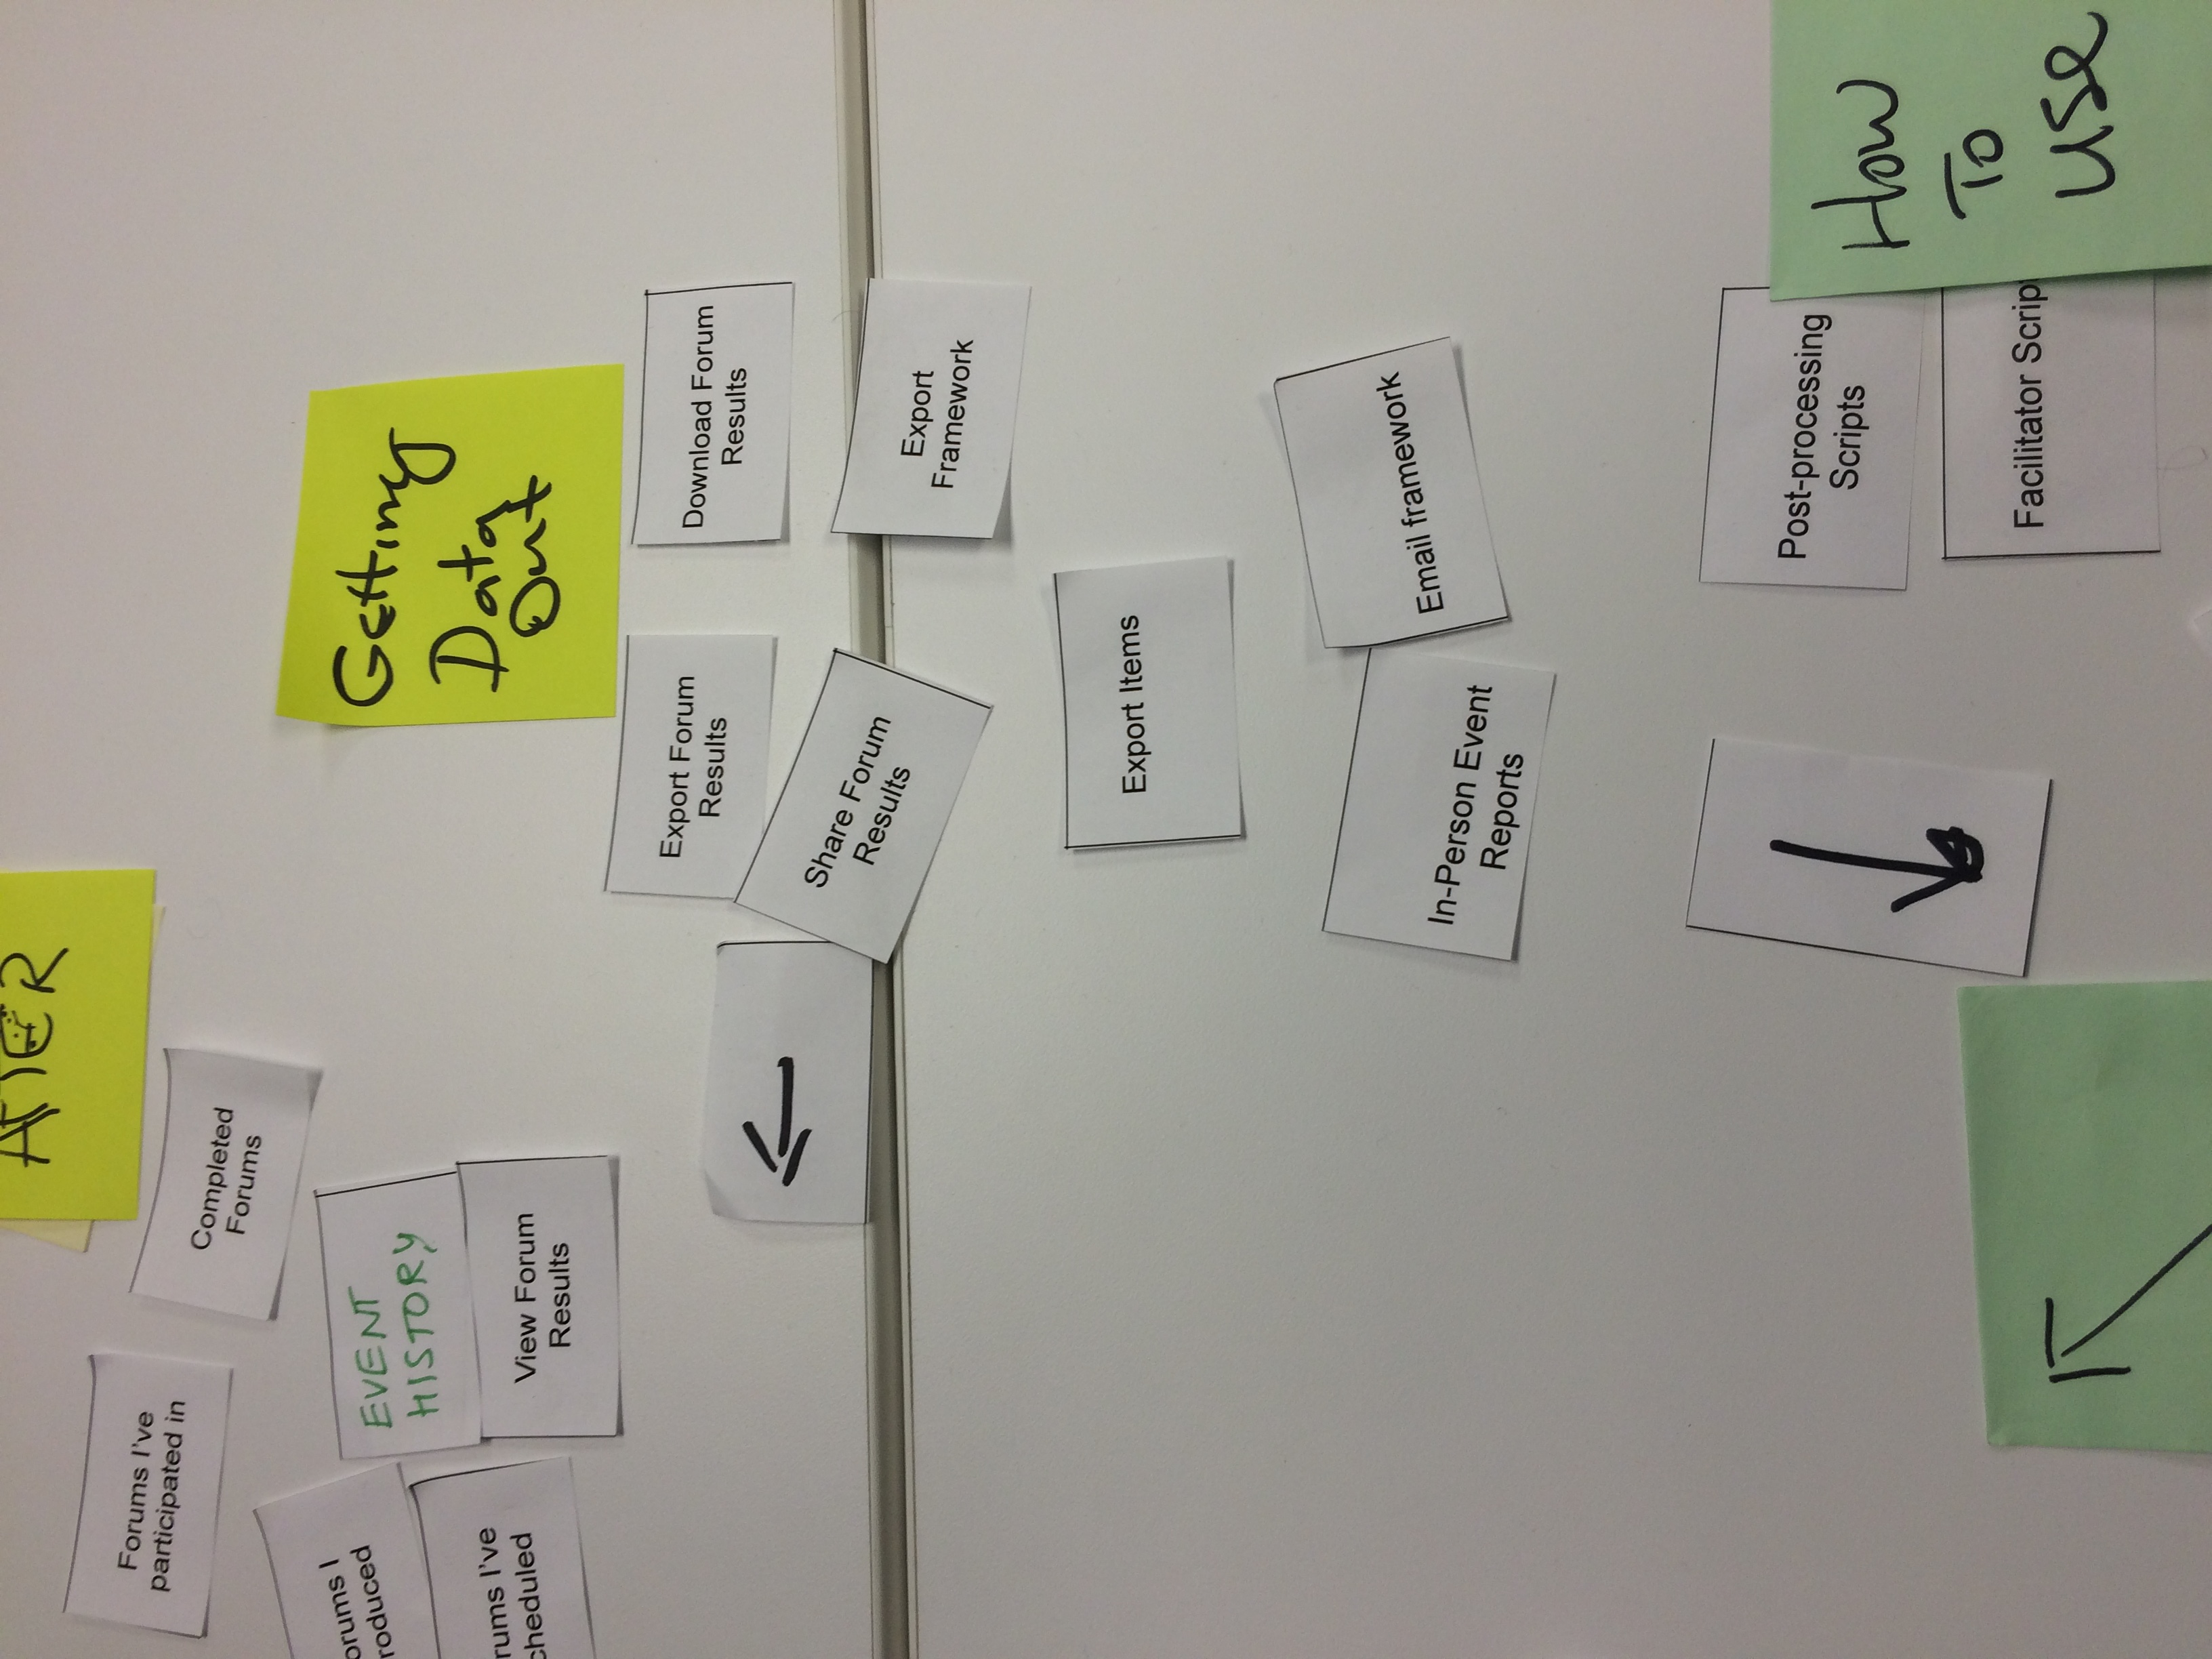 AFTER
Forums I've
participated in
Completed
Forums
orums I
roduced
rums I've
cheduled
EVENT
HISTORY
View Forum
Results
Getting
Data
Out
Export Forum
Results
Download Forum
Results
Share Forum
Results
Export
Framework
Export Items
In-Person Event
Reports
Email framework
Post-processing
Scripts
Facilitator Scrip
How
To
Use